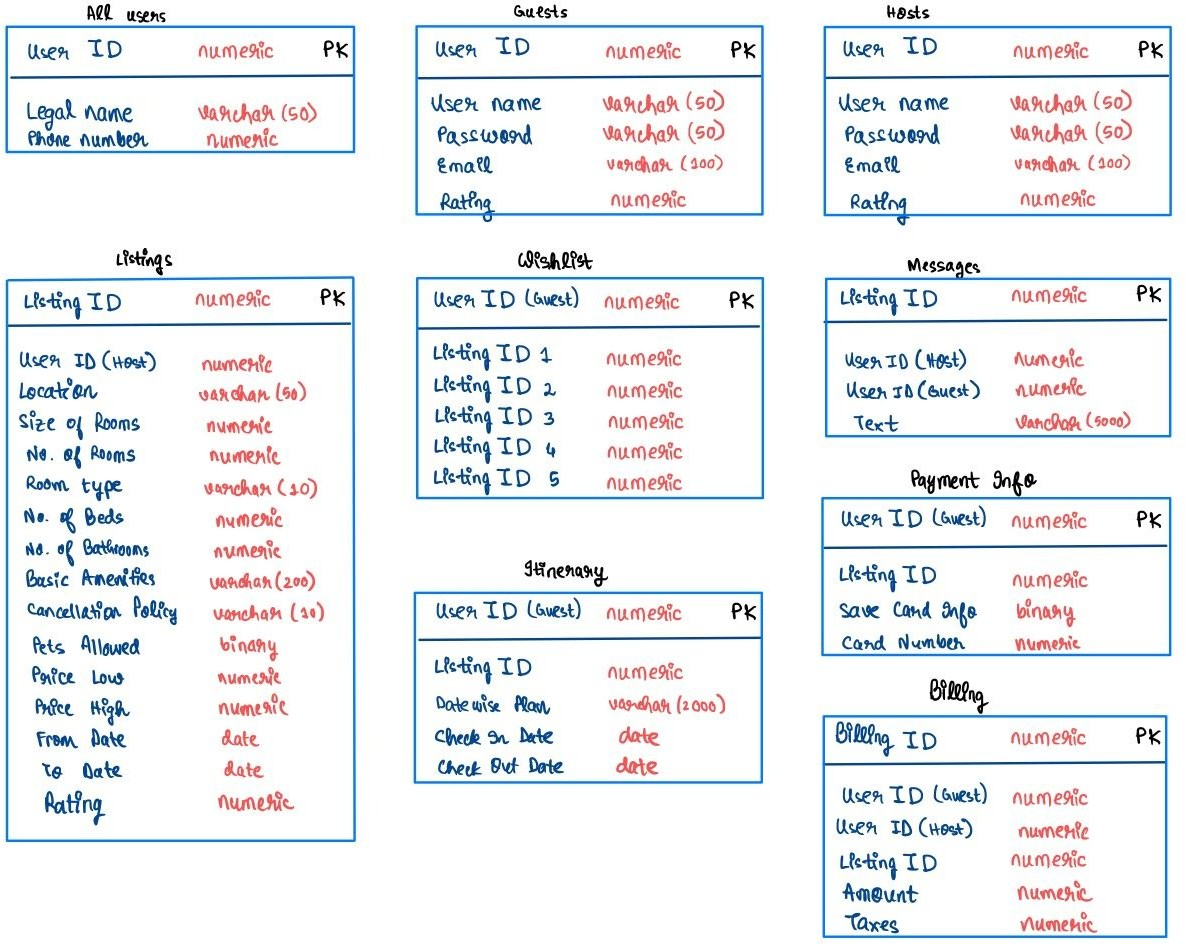 All users
User ID numeric PK
Legal name varchar (50)
Phone number numeric
Guests
User ID numeric PK
User name varchar (50)
Password varchar (50)
Email varchar (100)
Rating numeric
Hosts
User ID numeric PK
User name varchar (50)
Password varchar (50)
Email varchar (100)
Rating numeric
Listings
Listing ID numeric PK
User ID (Host) numeric
Location varchar (50)
Size of Rooms numeric
No. of Rooms numeric
Room type varchar (10)
No. of Beds numeric
No. of Bathrooms numeric
Basic Amenities varchar (200)
Cancellation Policy varchar (10)
Pets Allowed binary
Price Low numeric
Price High numeric
From Date date
To Date date
Rating numeric
Wishlist
User ID (Guest) numeric PK
Listing ID 1 numeric
Listing ID 2 numeric
Listing ID 3 numeric
Listing ID 4 numeric
Listing ID 5 numeric
Itinerary
User ID (Guest) numeric PK
Listing ID numeric
Datewise Plan varchar (2000)
Check In Date date
Check Out Date date
Messages
Listing ID numeric PK
User ID (Host) numeric
User ID (Guest) numeric
Text varchar (5000)
Payment Info
User ID (Guest) numeric PK
Listing ID numeric
Save Card Info binary
Card Number numeric
Billing
Billing ID numeric PK
User ID (Guest) numeric
User ID (Host) numeric
Listing ID numeric
Amount numeric
Taxes numeric